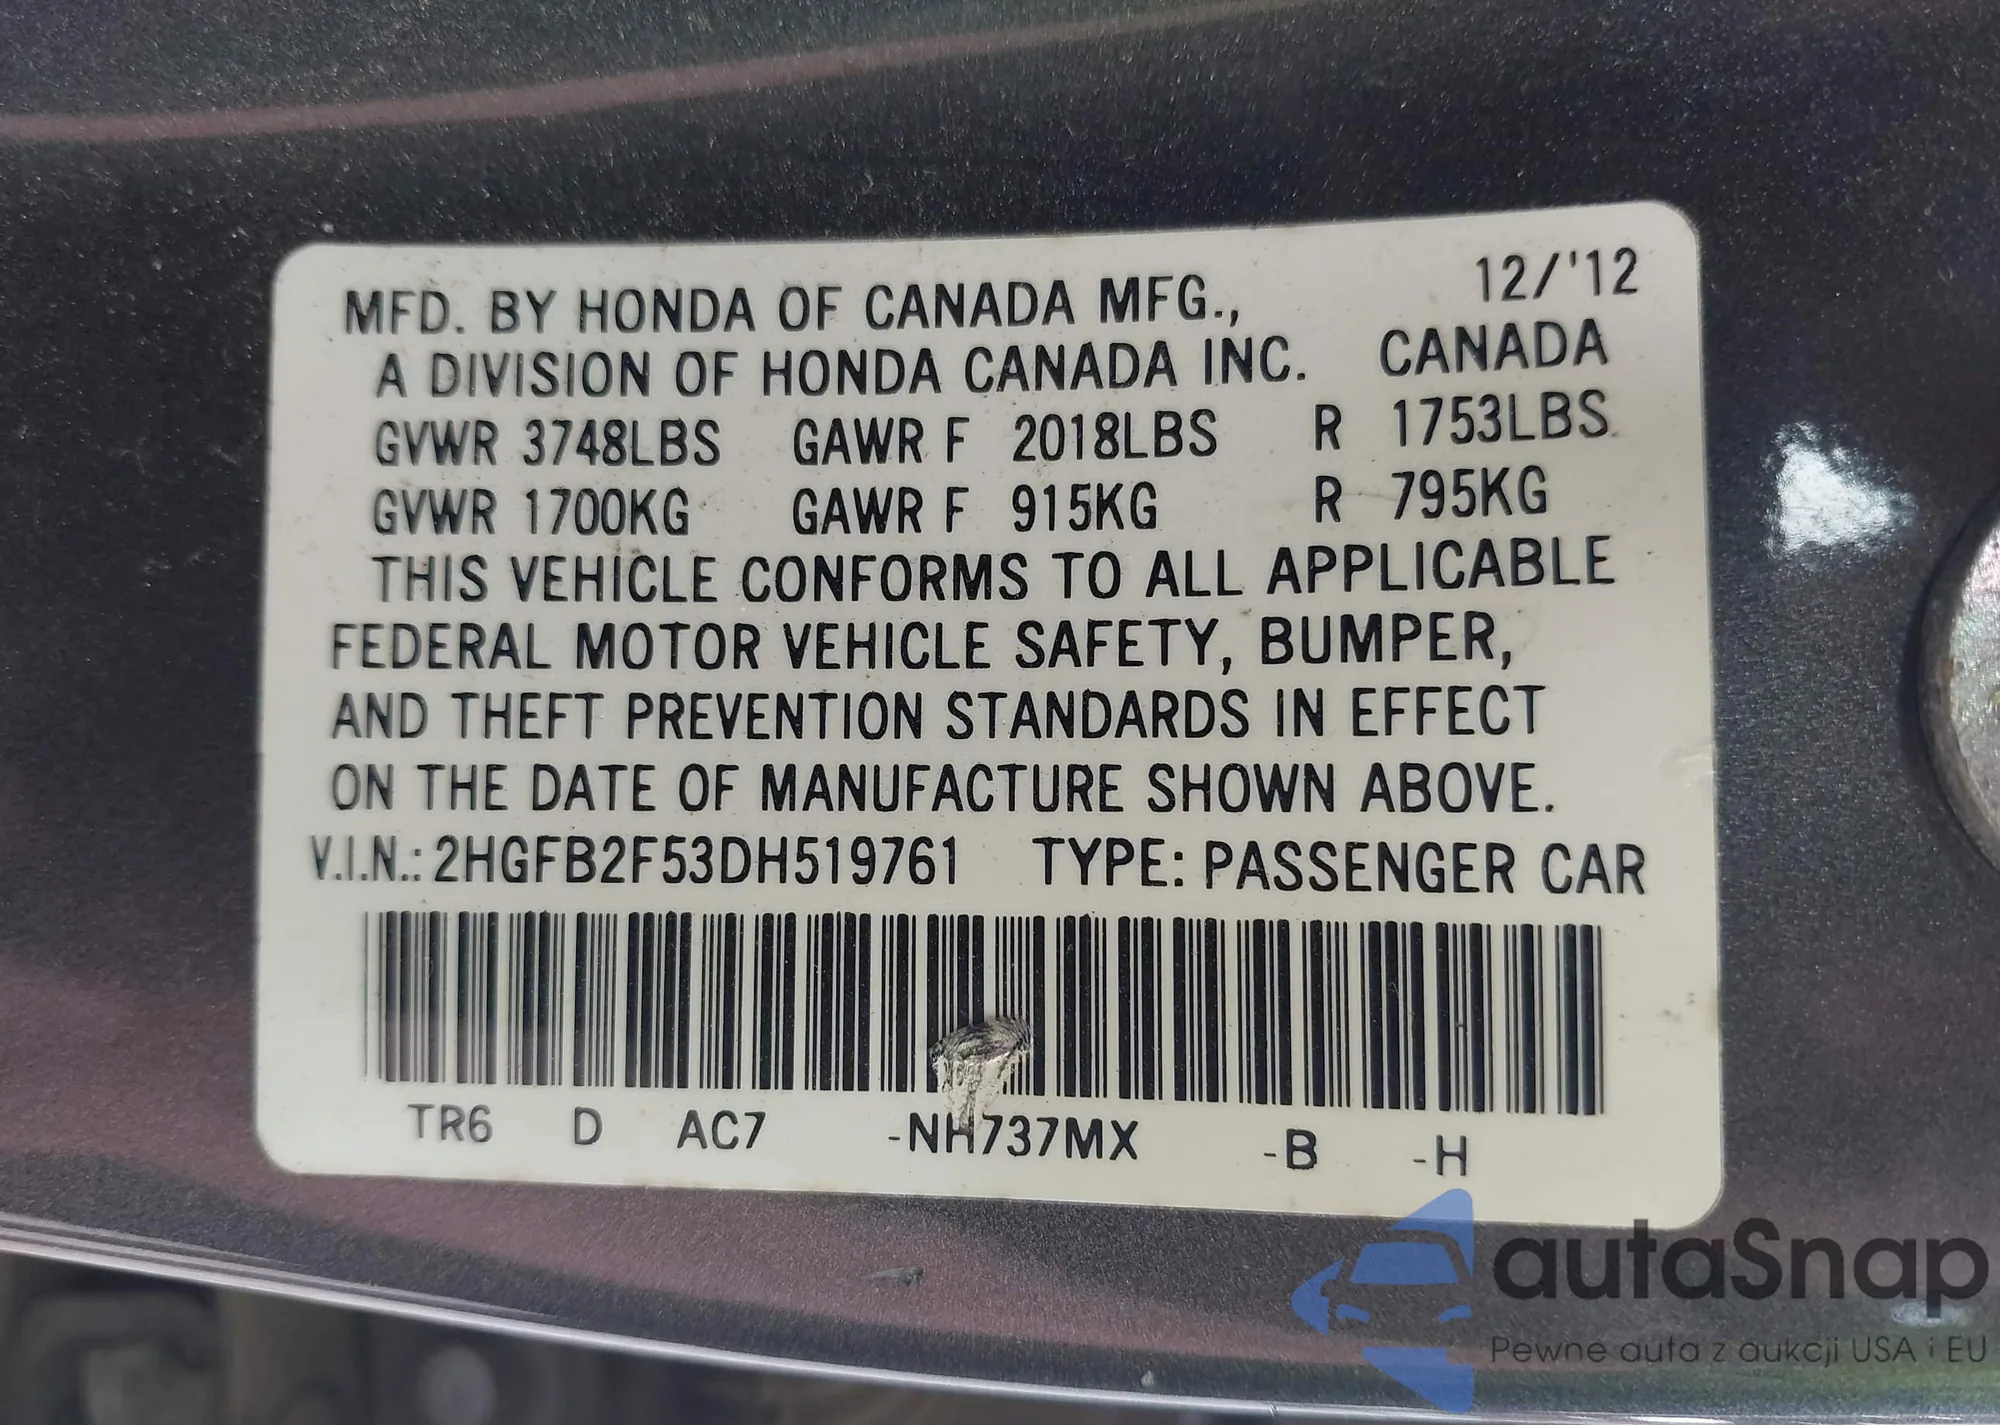 12/'12
MFD. BY HONDA OF CANADA MFG.,
A DIVISION OF HONDA CANADA INC. CANADA
GVWR 3748LBS GAWR F 2018LBS R 1753LBS
GVWR 1700KG GAWR F 915KG R 795KG
THIS VEHICLE CONFORMS TO ALL APPLICABLE
FEDERAL MOTOR VEHICLE SAFETY, BUMPER,
AND THEFT PREVENTION STANDARDS IN EFFECT
ON THE DATE OF MANUFACTURE SHOWN ABOVE.
V.I.N.: 2HGFB2F53DH519761 TYPE: PASSENGER CAR
TR6 D AC7 -NH737MX -B -H
autaSnap
Pewne auta z aukcji USA i EU